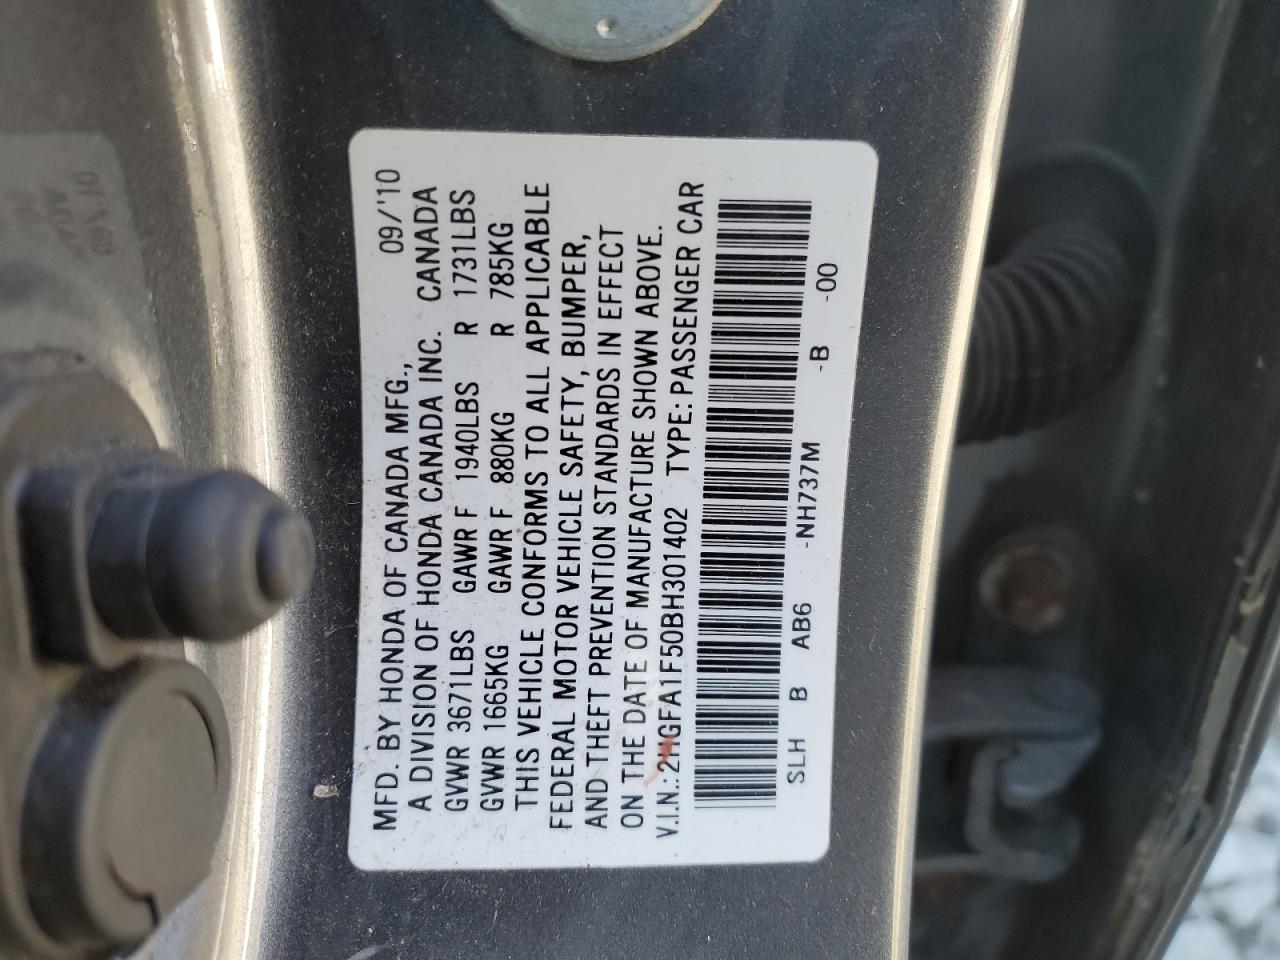 09/'10
MFD. BY HONDA OF CANADA MFG.,
A DIVISION OF HONDA CANADA INC. CANADA
GVWR 3671LBS GAWR F 1940LBS R 1731LBS
GVWR 1665KG GAWR F 880KG R 785KG
THIS VEHICLE CONFORMS TO ALL APPLICABLE
FEDERAL MOTOR VEHICLE SAFETY, BUMPER,
AND THEFT PREVENTION STANDARDS IN EFFECT
ON THE DATE OF MANUFACTURE SHOWN ABOVE.
V.I.N.: 2HGFA1F50BH301402 TYPE: PASSENGER CAR
SLH B AB6 -NH737M -B -00